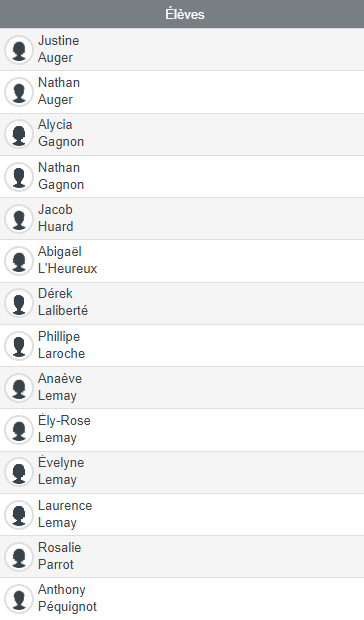 Élèves
Justine
Auger
Nathan
Auger
Alycia
Gagnon
Nathan
Gagnon
Jacob
Huard
Abigaël
L'Heureux
Dérek
Laliberté
Phillipe
Laroche
Anaève
Lemay
Ély-Rose
Lemay
Évelyne
Lemay
Laurence
Lemay
Rosalie
Parrot
Anthony
Péquignot